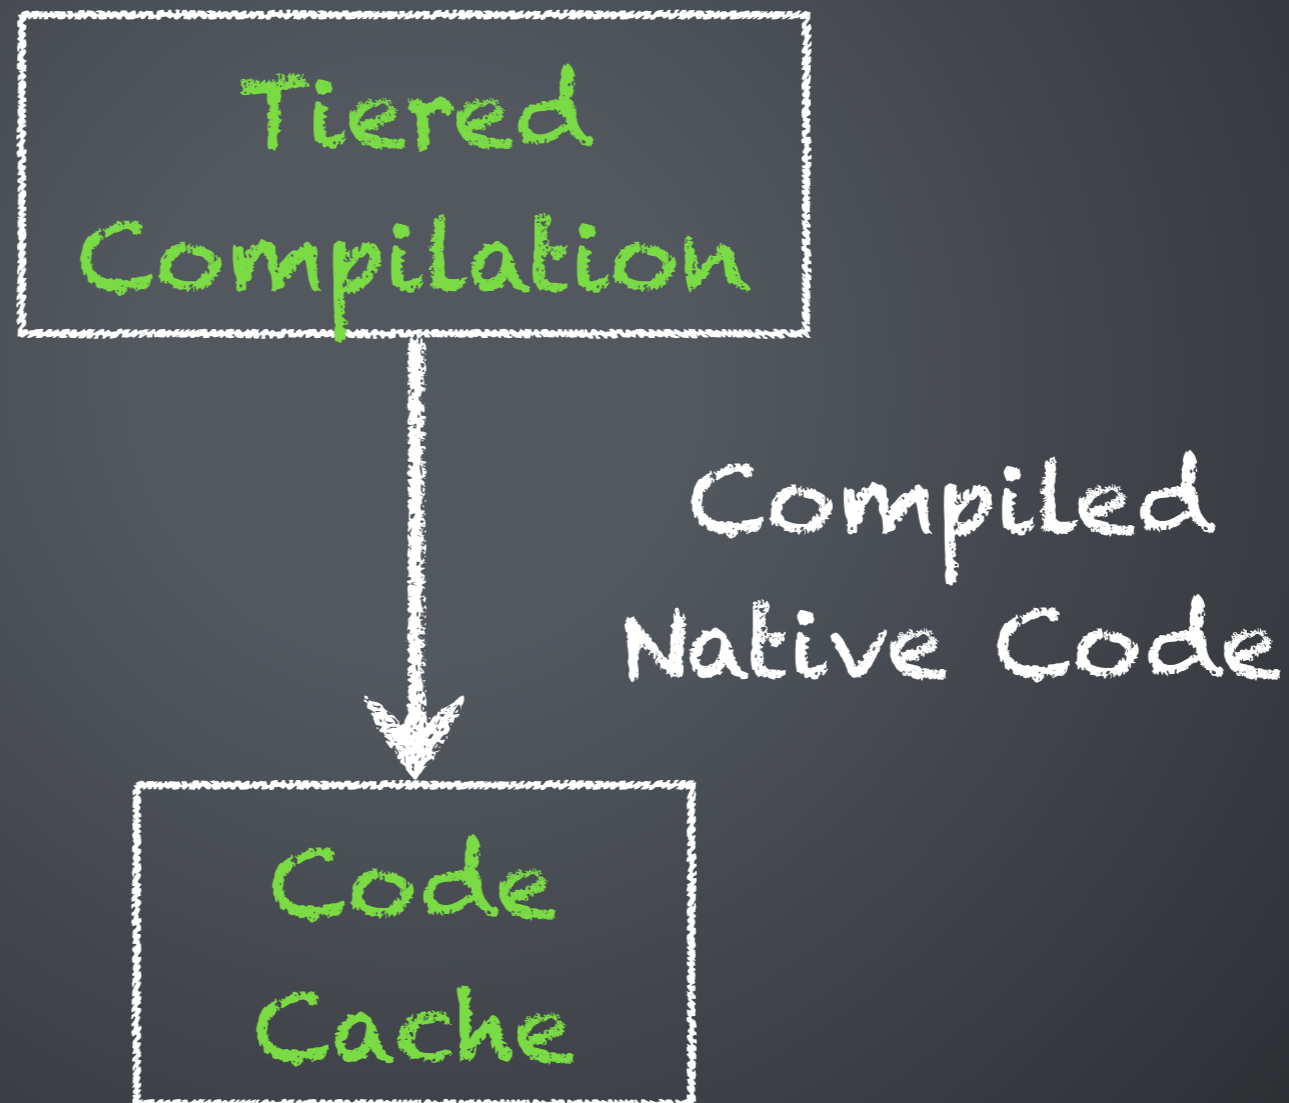 Tiered
Compilation
Compiled
Native Code
Code
Cache